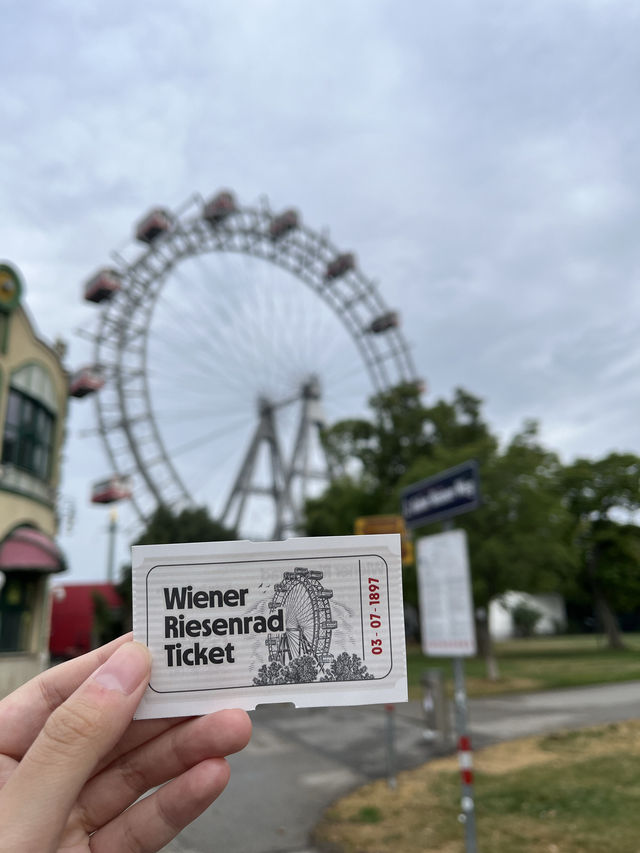 Wiener
Riesenrad
Ticket
03-07-1897